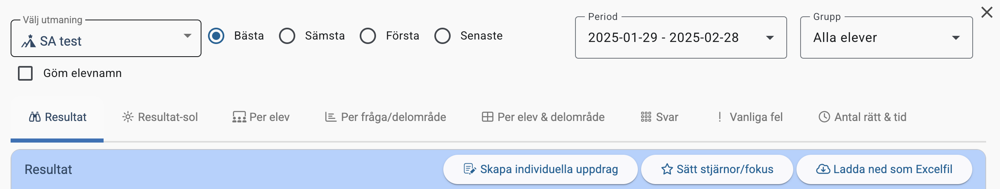 Välj utmaning
SA test
Bästa
Sämsta
Första
Senaste
Period
2025-01-29 - 2025-02-28
Grupp
Alla elever
Göm elevnamn
Resultat
Resultat-sol
Per elev
Per fråga/delområde
Per elev & delområde
Svar
Vanliga fel
Antal rätt & tid
Resultat
Skapa individuella uppdrag
Sätt stjärnor/fokus
Ladda ned som Excelfil